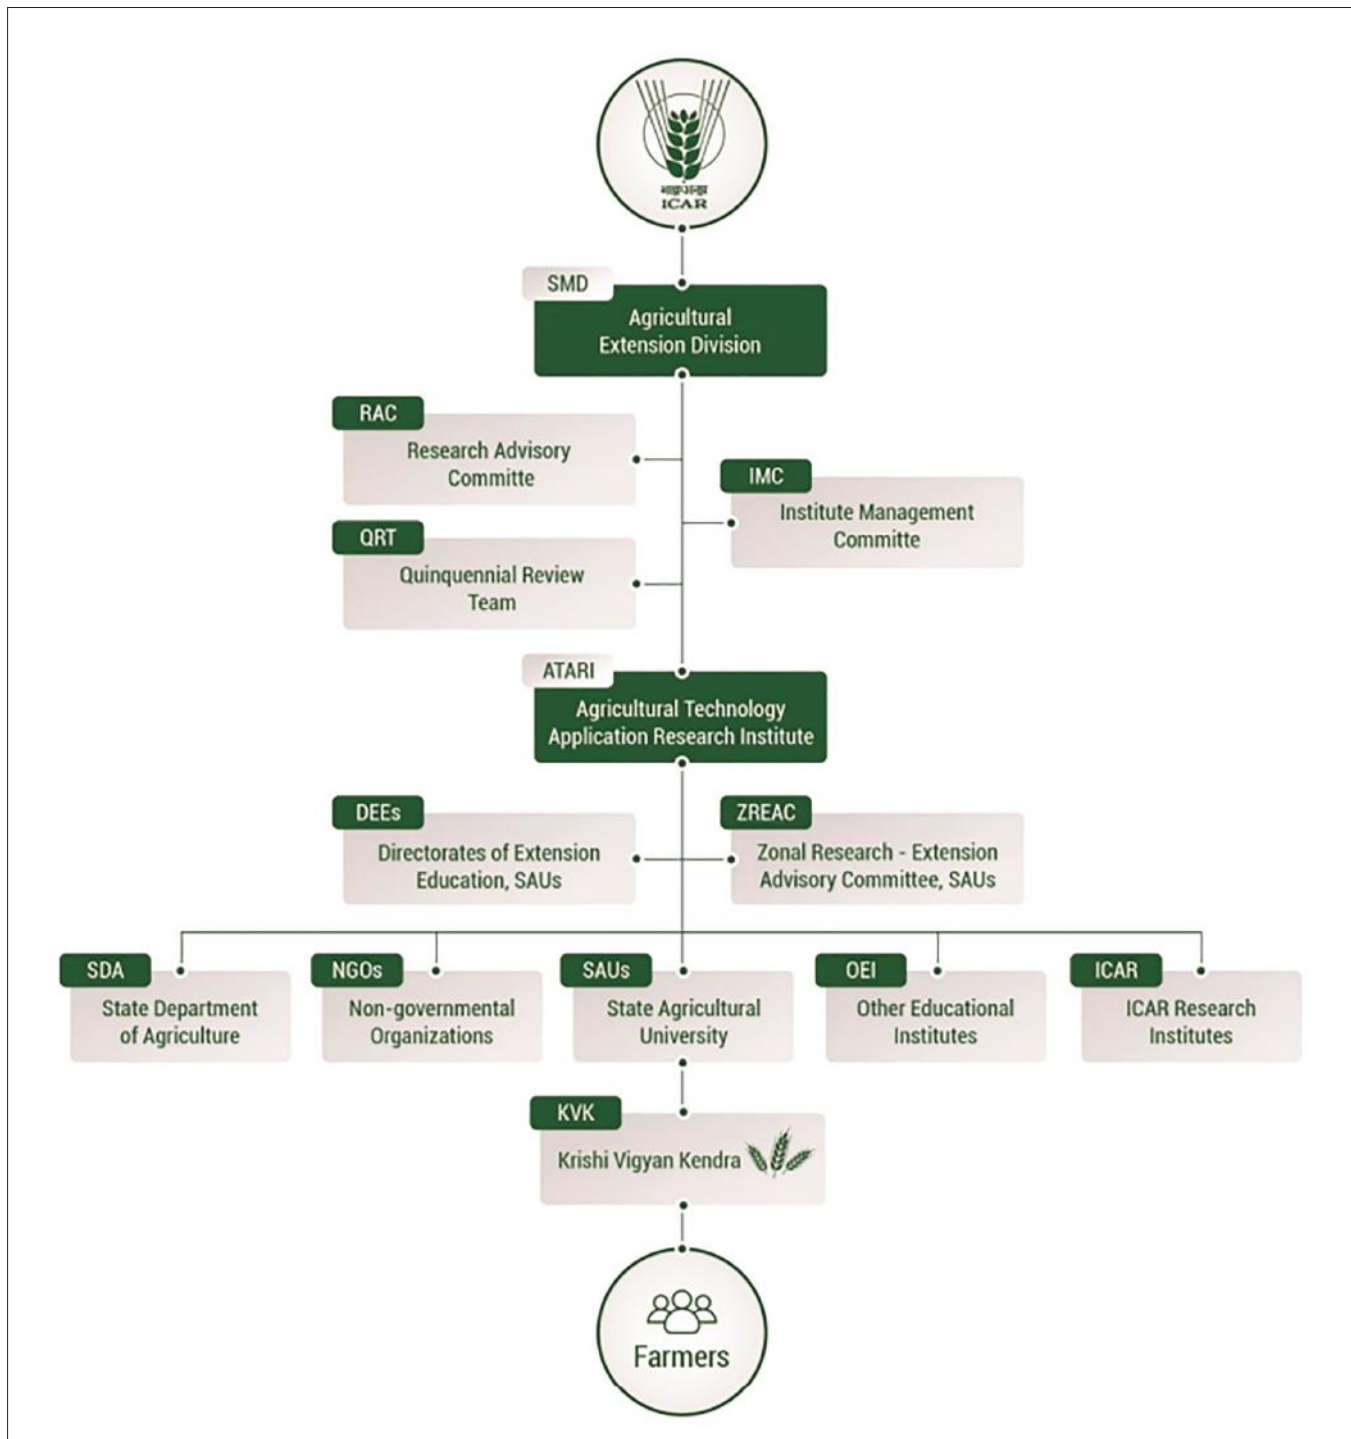 ICAR
SMD
Agricultural
Extension Division
RAC
Research Advisory
Committe
IMC
Institute Management
Committe
QRT
Quinquennial Review
Team
ATARI
Agricultural Technology
Application Research Institute
DEEs
Directorates of Extension
Education, SAUs
ZREAC
Zonal Research - Extension
Advisory Committee, SAUs
SDA
State Department
of Agriculture
NGOs
Non-governmental
Organizations
SAUs
State Agricultural
University
OEI
Other Educational
Institutes
ICAR
ICAR Research
Institutes
KVK
Krishi Vigyan Kendra
Farmers